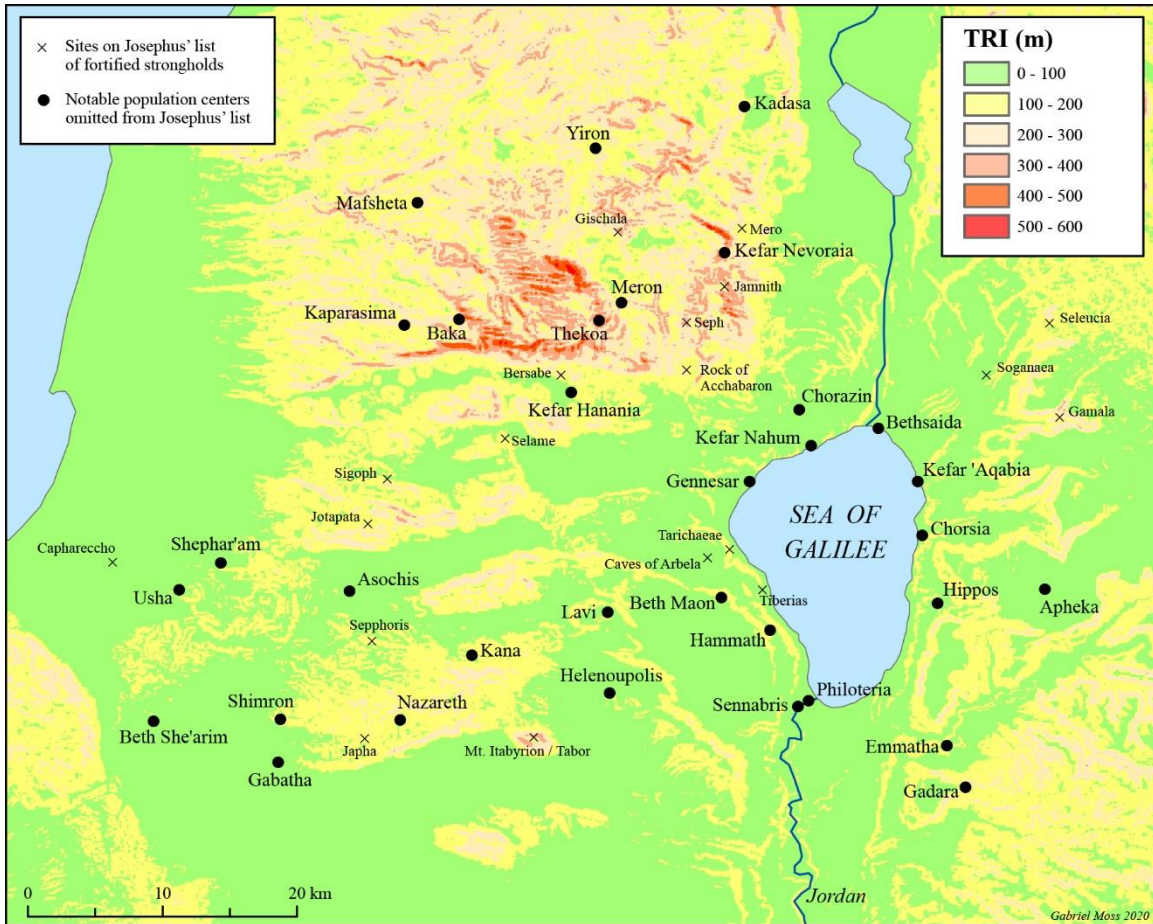 Sites on Josephus' list
of fortified strongholds
Notable population centers
omitted from Josephus' list
TRI (m)
0 - 100
100 - 200
200 - 300
300 - 400
400 - 500
500 - 600
Kadasa
Yiron
Mafsheta
Gischala
Mero
Kefar Nevoraia
Jamnith
Meron
Kaparasima
Baka
Thekoa
Seph
Seleucia
Bersabe
Rock of
Acchabaron
Soganaea
Kefar Hanania
Chorazin
Gamala
Bethsaida
Selame
Kefar Nahum
Sigoph
Gennesar
Kefar 'Aqabia
Jotapata
SEA OF
GALILEE
Chorsia
Tarichaeae
Caphareccho
Shephar'am
Caves of Arbela
Usha
Asochis
Beth Maon
Tiberias
Hippos
Apheka
Lavi
Sepphoris
Hammath
Kana
Helenoupolis
Philoteria
Sennabris
Shimron
Nazareth
Beth She'arim
Japha
Mt. Itabyrion / Tabor
Emmatha
Gabatha
Gadara
0 10 20 km
Jordan
Gabriel Moss 2020